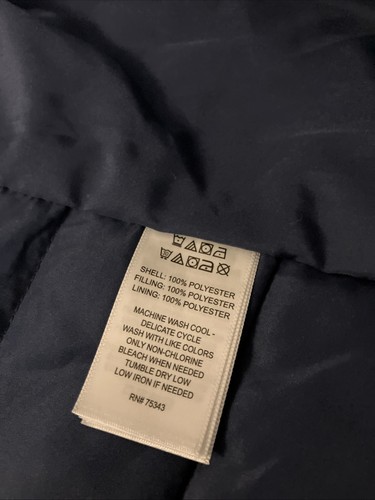 SHELL: 100% POLYESTER
FILLING: 100% POLYESTER
LINING: 100% POLYESTER
MACHINE WASH COOL -
DELICATE CYCLE
WASH WITH LIKE COLORS
ONLY NON-CHLORINE
BLEACH WHEN NEEDED
TUMBLE DRY LOW
LOW IRON IF NEEDED
RN# 75343